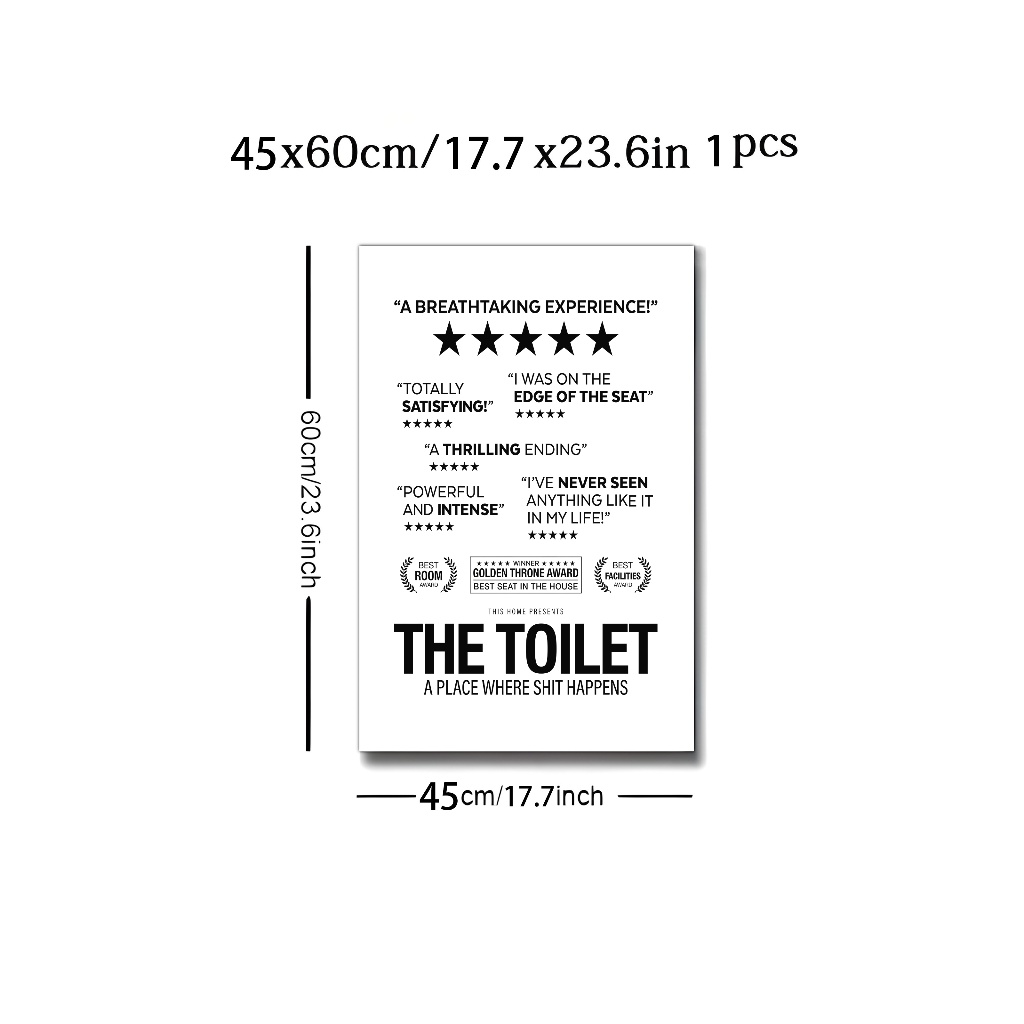 45x60cm/17.7x23.6in 1pcs
60cm/23.6inch
“A BREATHTAKING EXPERIENCE!”
★★★★★
“TOTALLY
SATISFYING!”
★★★★★
“I WAS ON THE
EDGE OF THE SEAT”
★★★★★
“A THRILLING ENDING”
★★★★★
“POWERFUL
AND INTENSE”
★★★★★
“I’VE NEVER SEEN
ANYTHING LIKE IT
IN MY LIFE!”
★★★★★
BEST
ROOM
AWARD
★★★★★ WINNER ★★★★★
GOLDEN THRONE AWARD
BEST SEAT IN THE HOUSE
BEST
FACILITIES
AWARD
THIS HOME PRESENTS
THE TOILET
A PLACE WHERE SHIT HAPPENS
45cm/17.7inch